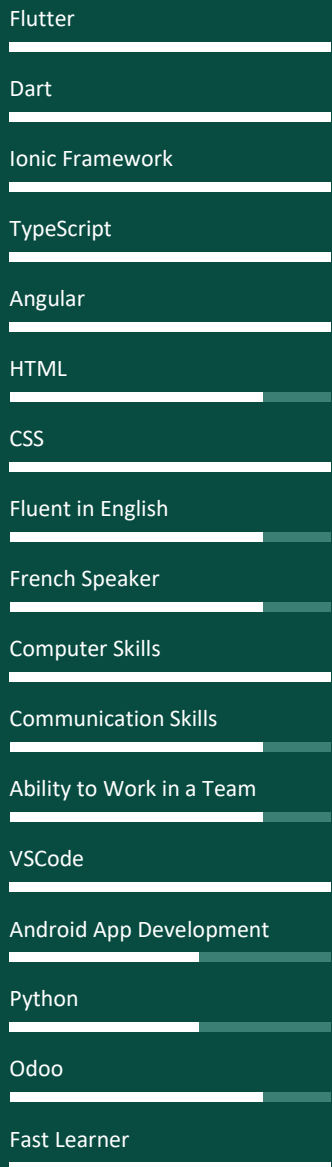 Flutter
Dart
Ionic Framework
TypeScript
Angular
HTML
CSS
Fluent in English
French Speaker
Computer Skills
Communication Skills
Ability to Work in a Team
VSCode
Android App Development
Python
Odoo
Fast Learner